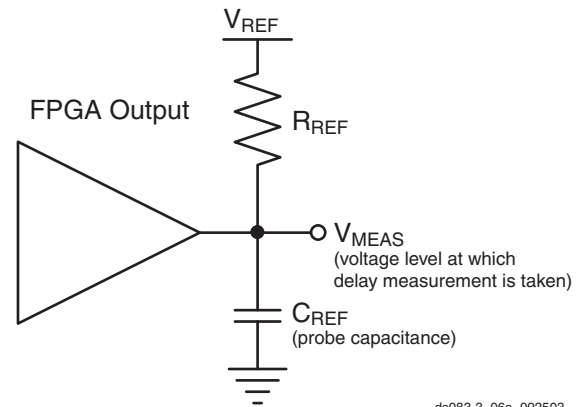 VREF
FPGA Output
RREF
VMEAS
(voltage level at which
delay measurement is taken)
CREF
(probe capacitance)